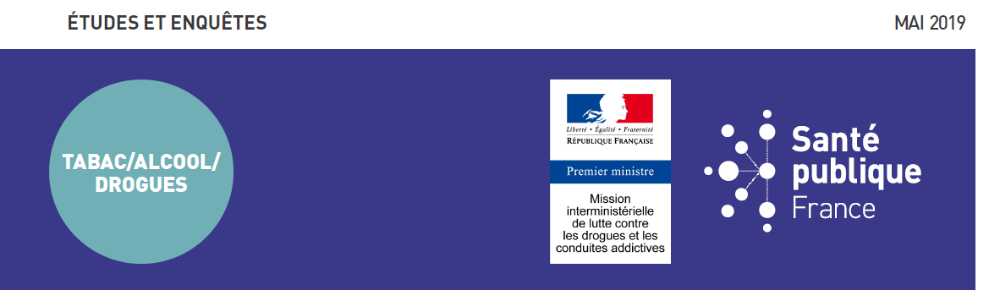 ÉTUDES ET ENQUÊTES
MAI 2019
TABAC/ALCOOL/
DROGUES
Liberté • Égalité • Fraternité
RÉPUBLIQUE FRANÇAISE
Premier ministre
Mission
interministérielle
de lutte contre
les drogues et les
conduites addictives
Santé
publique
France